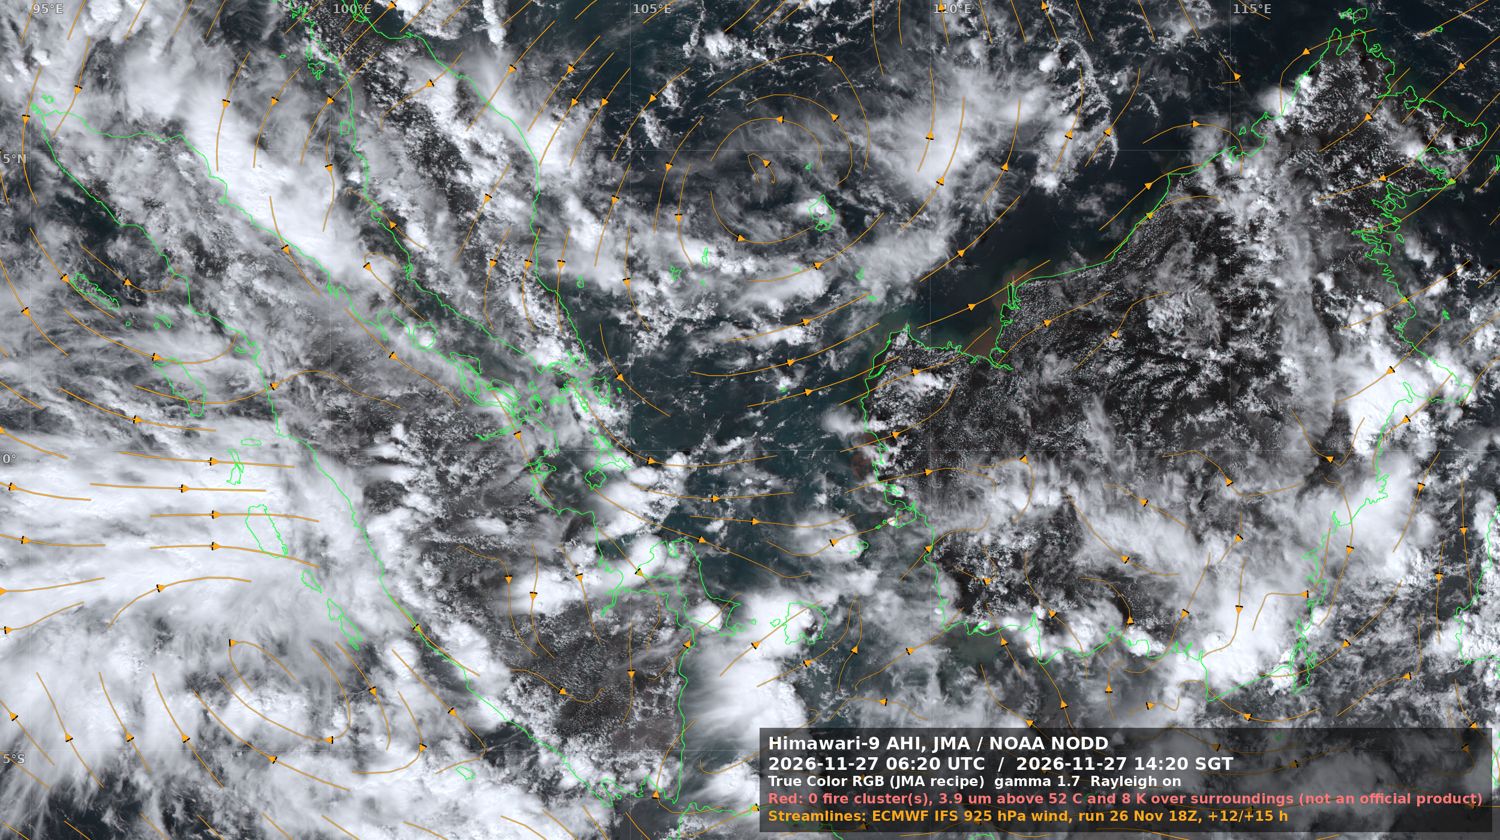 95°E
100°E
105°E
110°E
115°E
5°N
0°
5°S
Himawari-9 AHI, JMA / NOAA NODD
2026-11-27 06:20 UTC / 2026-11-27 14:20 SGT
True Color RGB (JMA recipe) gamma 1.7 Rayleigh on
Red: 0 fire cluster(s), 3.9 um above 52 C and 8 K over surroundings (not an official product)
Streamlines: ECMWF IFS 925 hPa wind, run 26 Nov 18Z, +12/+15 h